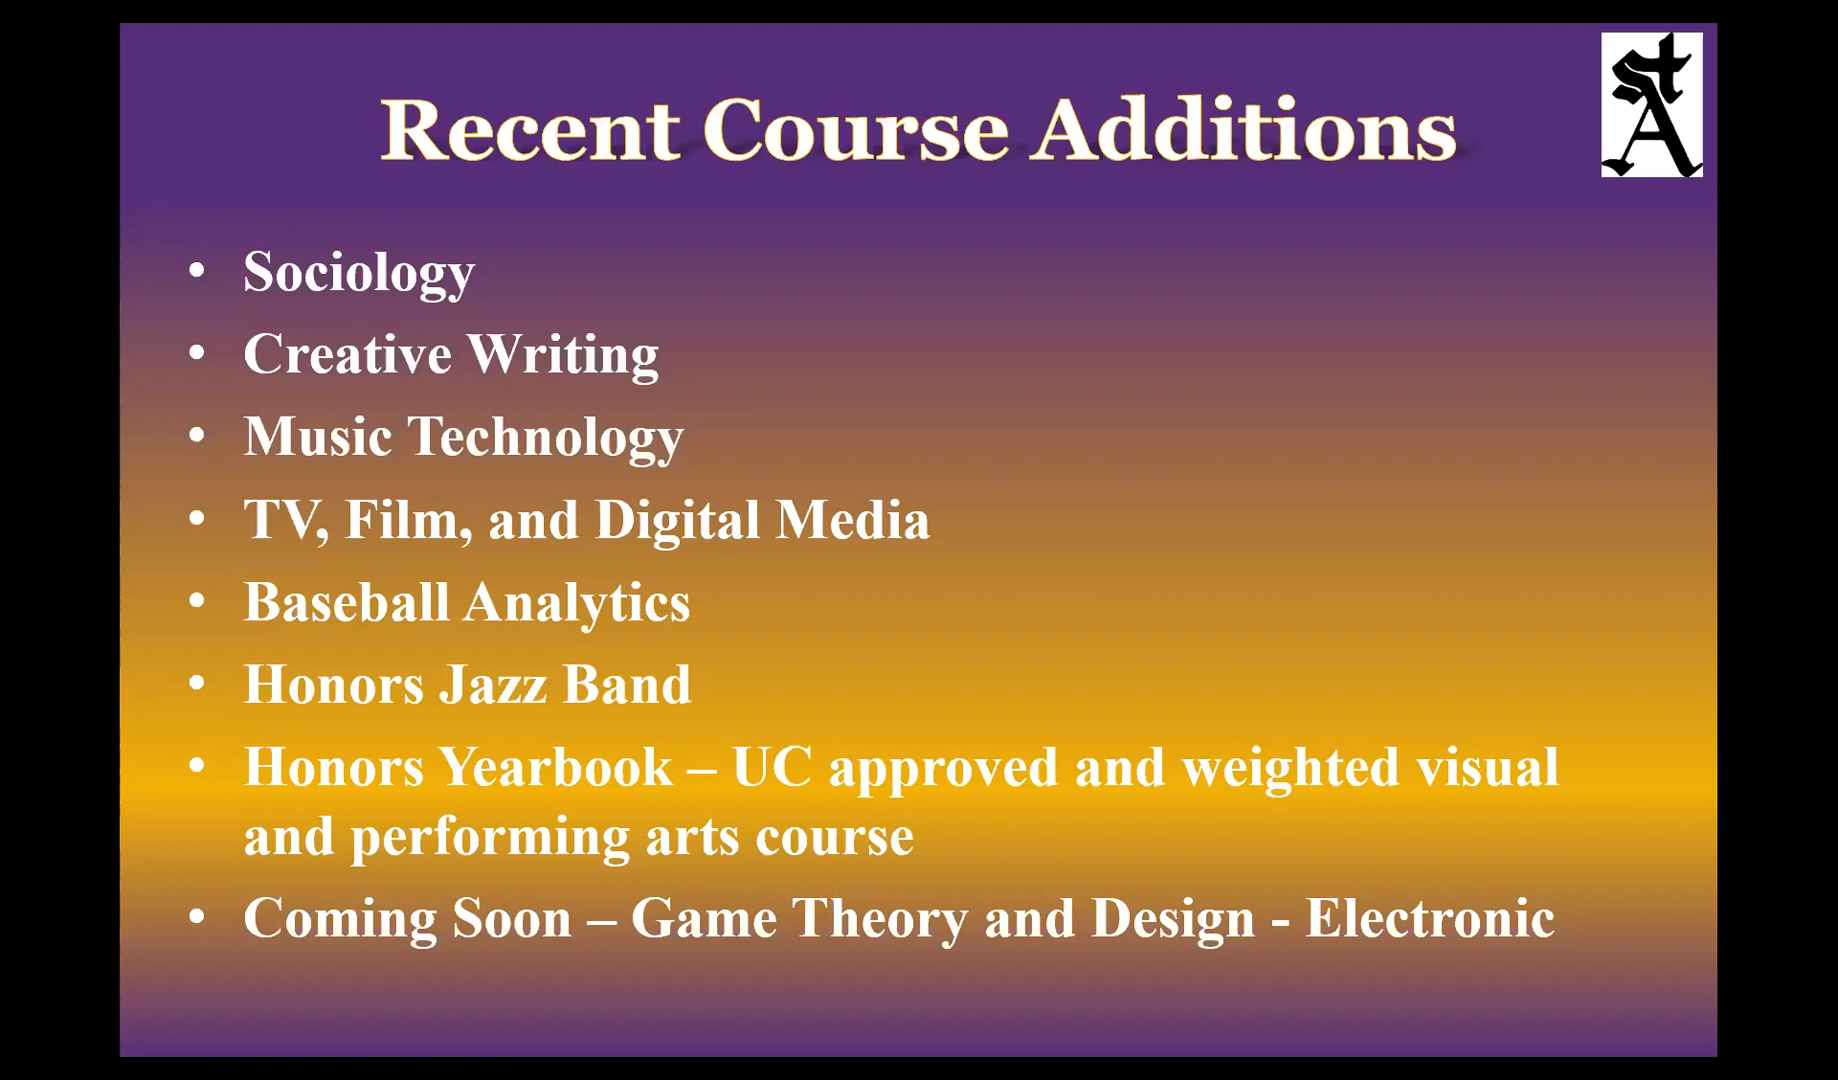 Recent Course Additions
StA
• Sociology
• Creative Writing
• Music Technology
• TV, Film, and Digital Media
• Baseball Analytics
• Honors Jazz Band
• Honors Yearbook – UC approved and weighted visual
and performing arts course
• Coming Soon – Game Theory and Design - Electronic